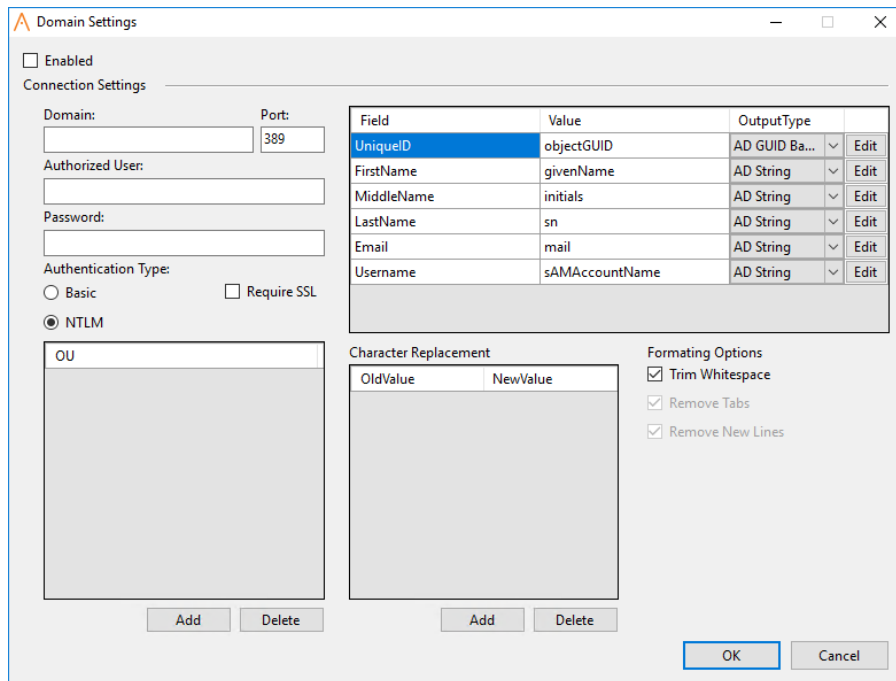 Domain Settings
Enabled
Connection Settings
Domain:
Port:
389
Authorized User:
Password:
Authentication Type:
Basic
Require SSL
NTLM
Field Value OutputType
UniqueID objectGUID AD GUID Ba... Edit
FirstName givenName AD String Edit
MiddleName initials AD String Edit
LastName sn AD String Edit
Email mail AD String Edit
Username sAMAccountName AD String Edit
OU
Add Delete
Character Replacement
OldValue NewValue
Add Delete
Formating Options
Trim Whitespace
Remove Tabs
Remove New Lines
OK Cancel